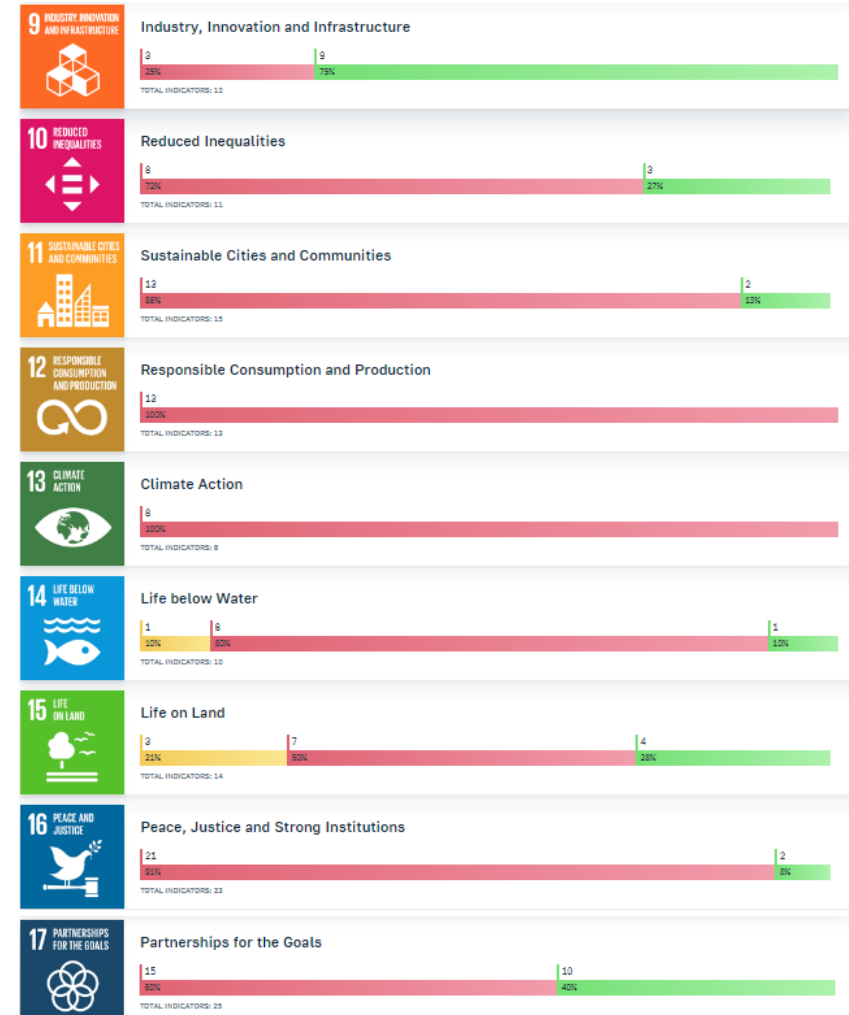 9 INDUSTRY, INNOVATION
AND INFRASTRUCTURE
Industry, Innovation and Infrastructure
3 9
25% 75%
TOTAL INDICATORS: 12
10 REDUCED
INEQUALITIES
Reduced Inequalities
8 3
72% 27%
TOTAL INDICATORS: 11
11 SUSTAINABLE CITIES
AND COMMUNITIES
Sustainable Cities and Communities
13 2
86% 13%
TOTAL INDICATORS: 15
12 RESPONSIBLE
CONSUMPTION
AND PRODUCTION
Responsible Consumption and Production
13
100%
TOTAL INDICATORS: 13
13 CLIMATE
ACTION
Climate Action
8
100%
TOTAL INDICATORS: 8
14 LIFE BELOW
WATER
Life below Water
1 8 1
10% 80% 10%
TOTAL INDICATORS: 10
15 LIFE
ON LAND
Life on Land
3 7 4
21% 50% 28%
TOTAL INDICATORS: 14
16 PEACE AND
JUSTICE
Peace, Justice and Strong Institutions
21 2
91% 8%
TOTAL INDICATORS: 23
17 PARTNERSHIPS
FOR THE GOALS
Partnerships for the Goals
15 10
60% 40%
TOTAL INDICATORS: 25